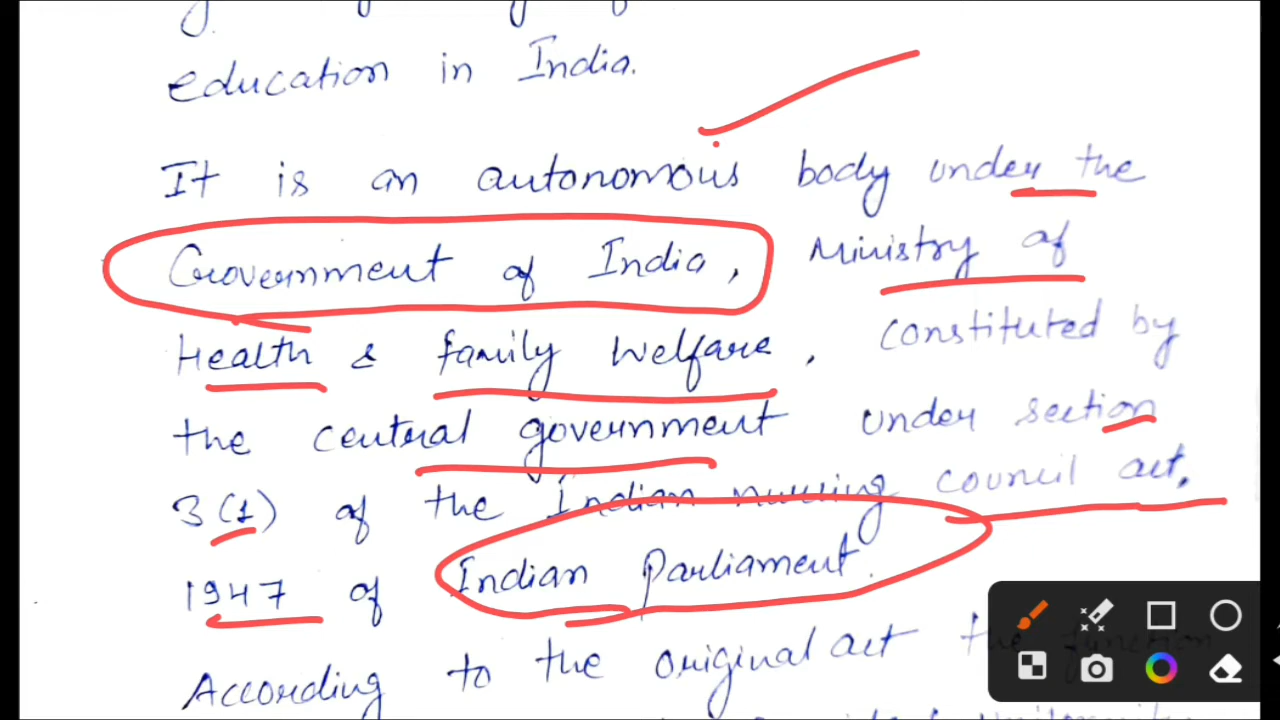 education in India.
It is an autonomous body under the
Government of India, Ministry of
Health & family welfare, constituted by
the central government under section
3(1) of the Indian nursing council act,
1947 of Indian Parliament.
According to the original act the function